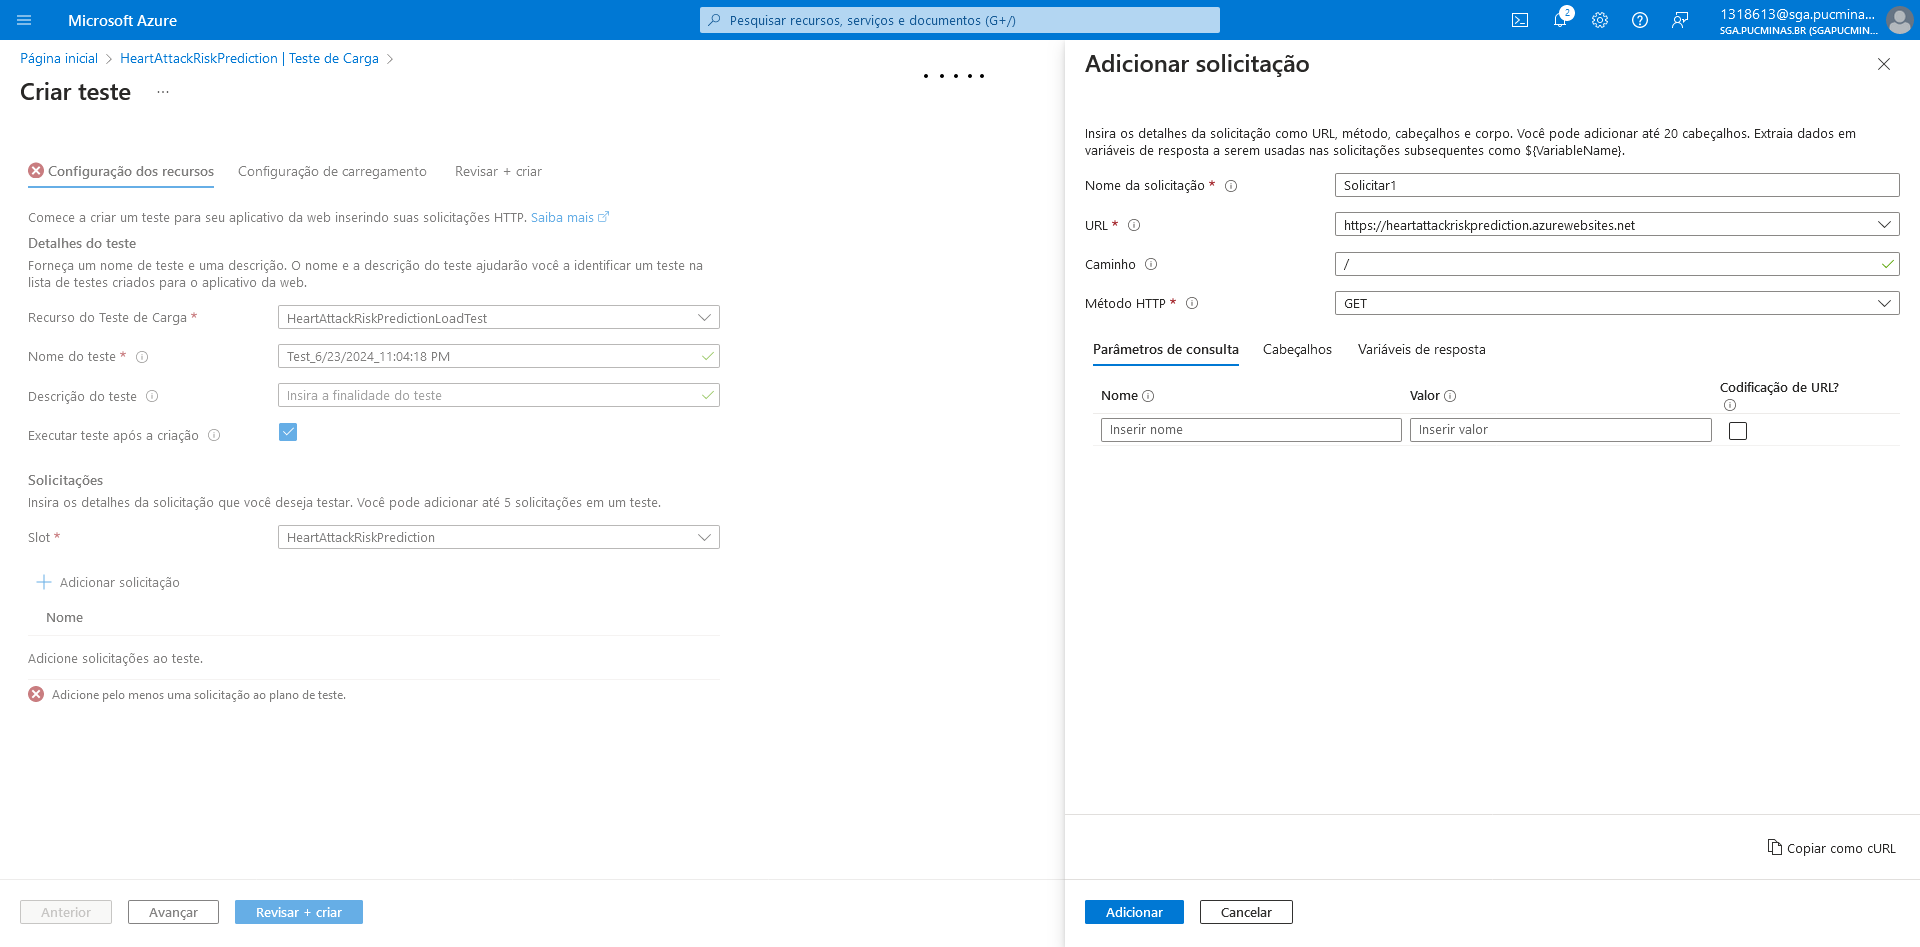 Microsoft Azure
Pesquisar recursos, serviços e documentos (G+/)
2
1318613@sga.pucmina...
SGA.PUCMINAS.BR (SGAPUCMIN...
Página inicial > HeartAttackRiskPrediction | Teste de Carga >
Criar teste ...
Configuração dos recursos Configuração de carregamento Revisar + criar
Comece a criar um teste para seu aplicativo da web inserindo suas solicitações HTTP. Saiba mais
Detalhes do teste
Forneça um nome de teste e uma descrição. O nome e a descrição do teste ajudarão você a identificar um teste na
lista de testes criados para o aplicativo da web.
Recurso do Teste de Carga * HeartAttackRiskPredictionLoadTest
Nome do teste * Test_6/23/2024_11:04:18 PM
Descrição do teste Insira a finalidade do teste
Executar teste após a criação
Solicitações
Insira os detalhes da solicitação que você deseja testar. Você pode adicionar até 5 solicitações em um teste.
Slot * HeartAttackRiskPrediction
Adicionar solicitação
Nome
Adicione solicitações ao teste.
Adicione pelo menos uma solicitação ao plano de teste.
Anterior Avançar Revisar + criar
Adicionar solicitação
Insira os detalhes da solicitação como URL, método, cabeçalhos e corpo. Você pode adicionar até 20 cabeçalhos. Extraia dados em
variáveis de resposta a serem usadas nas solicitações subsequentes como ${VariableName}.
Nome da solicitação * Solicitar1
URL * https://heartattackriskprediction.azurewebsites.net
Caminho /
Método HTTP * GET
Parâmetros de consulta Cabeçalhos Variáveis de resposta
Nome Valor Codificação de URL?
Inserir nome Inserir valor
Copiar como cURL
Adicionar Cancelar